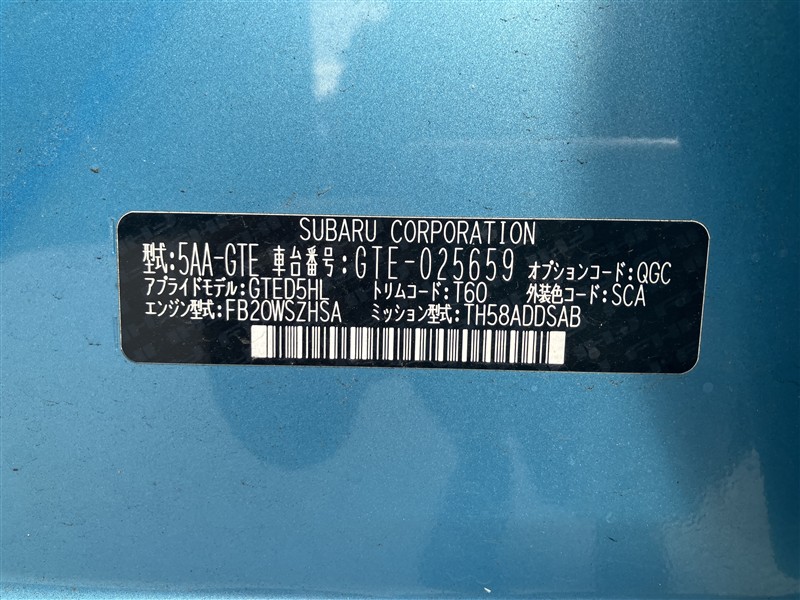 SUBARU CORPORATION
型式:5AA-GTE 車台番号:GTE-025659 オプションコード:QGC
アプライドモデル:GTED5HL トリムコード:T60 外装色コード:SCA
エンジン型式:FB20WSZHSA ミッション型式:TH58ADDSAB